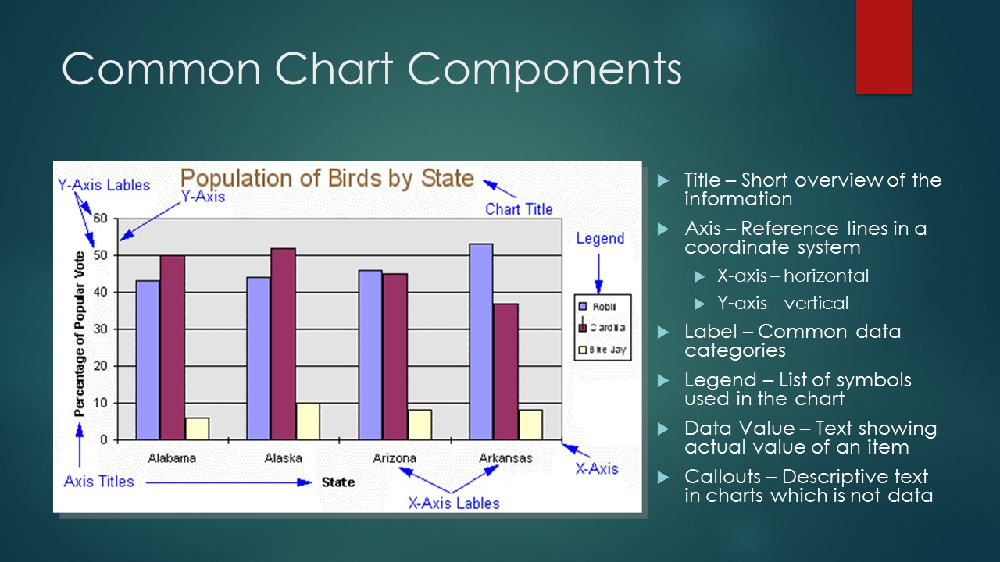 Common Chart Components
Population of Birds by State
Y-Axis Lables
Y-Axis
Chart Title
Legend
60
50
40
30
20
10
0
Percentage of Popular Vote
Alabama
Alaska
Arizona
Arkansas
Axis Titles
State
X-Axis
X-Axis Lables
Title – Short overview of the
information
Axis – Reference lines in a
coordinate system
X-axis – horizontal
Y-axis – vertical
Label – Common data
categories
Legend – List of symbols
used in the chart
Data Value – Text showing
actual value of an item
Callouts – Descriptive text
in charts which is not data